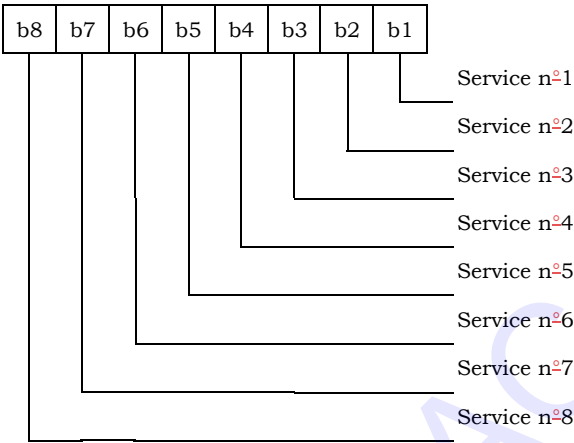 b8 b7 b6 b5 b4 b3 b2 b1
Service n°1
Service n°2
Service n°3
Service n°4
Service n°5
Service n°6
Service n°7
Service n°8